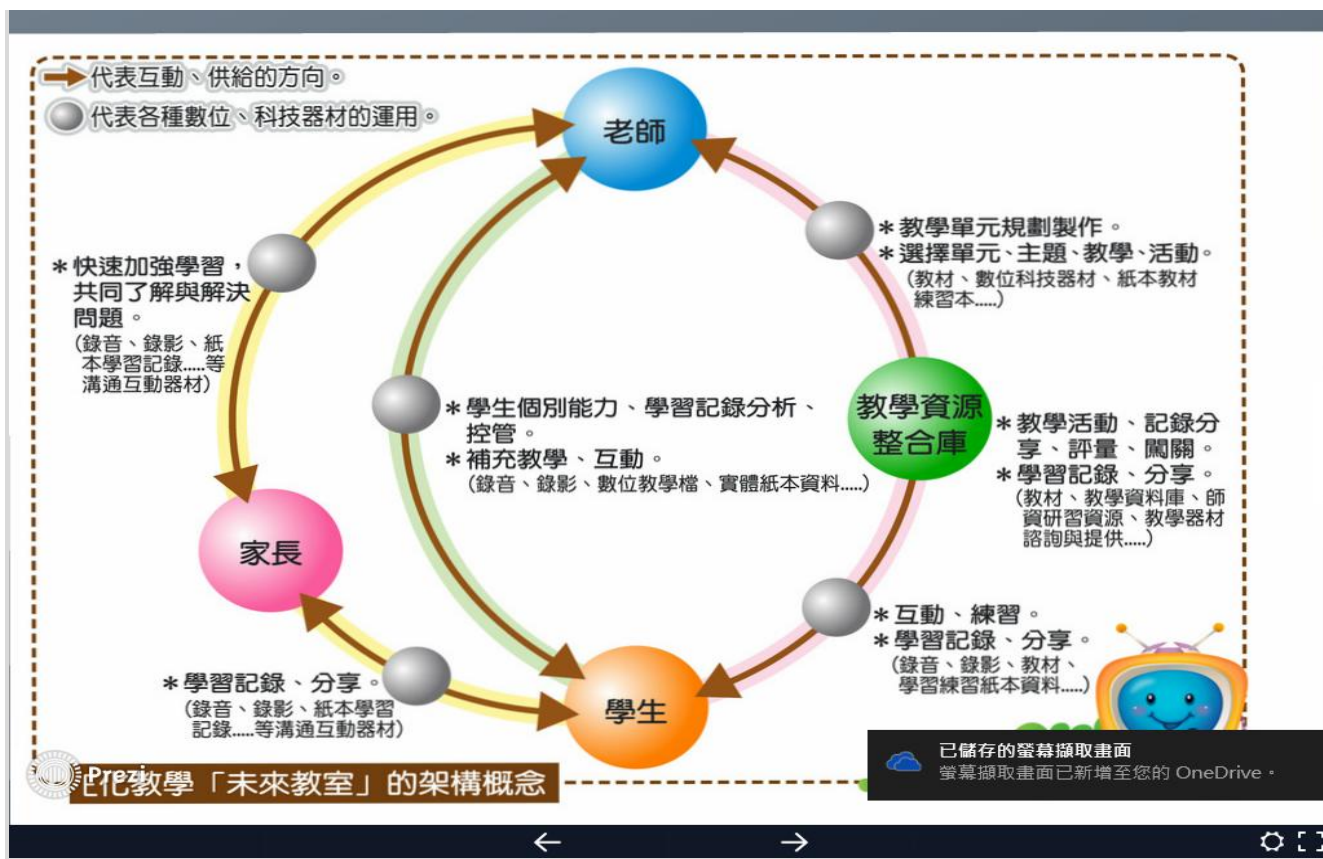 代表互動、供給的方向。
代表各種數位、科技器材的運用。
老師
＊教學單元規劃製作。
＊選擇單元、主題、教學、活動。
(教材、數位科技器材、紙本教材
練習本.....)
＊快速加強學習，
共同了解與解決
問題。
(錄音、錄影、紙
本學習記錄.....等
溝通互動器材)
＊學生個別能力、學習記錄分析、
控管。
＊補充教學、互動。
(錄音、錄影、數位教學檔、實體紙本資料.....)
教學資源
整合庫
＊教學活動、記錄分
享、評量、闖關。
＊學習記錄、分享。
(教材、教學資料庫、師
資研習資源、教學器材
諮詢與提供.....)
家長
＊互動、練習。
＊學習記錄、分享。
(錄音、錄影、教材、
學習練習紙本資料.....)
＊學習記錄、分享。
(錄音、錄影、紙本學習
記錄.....等溝通互動器材)
學生
已儲存的螢幕擷取畫面
螢幕擷取畫面已新增至您的 OneDrive。
Prezi
化教學「未來教室」的架構概念